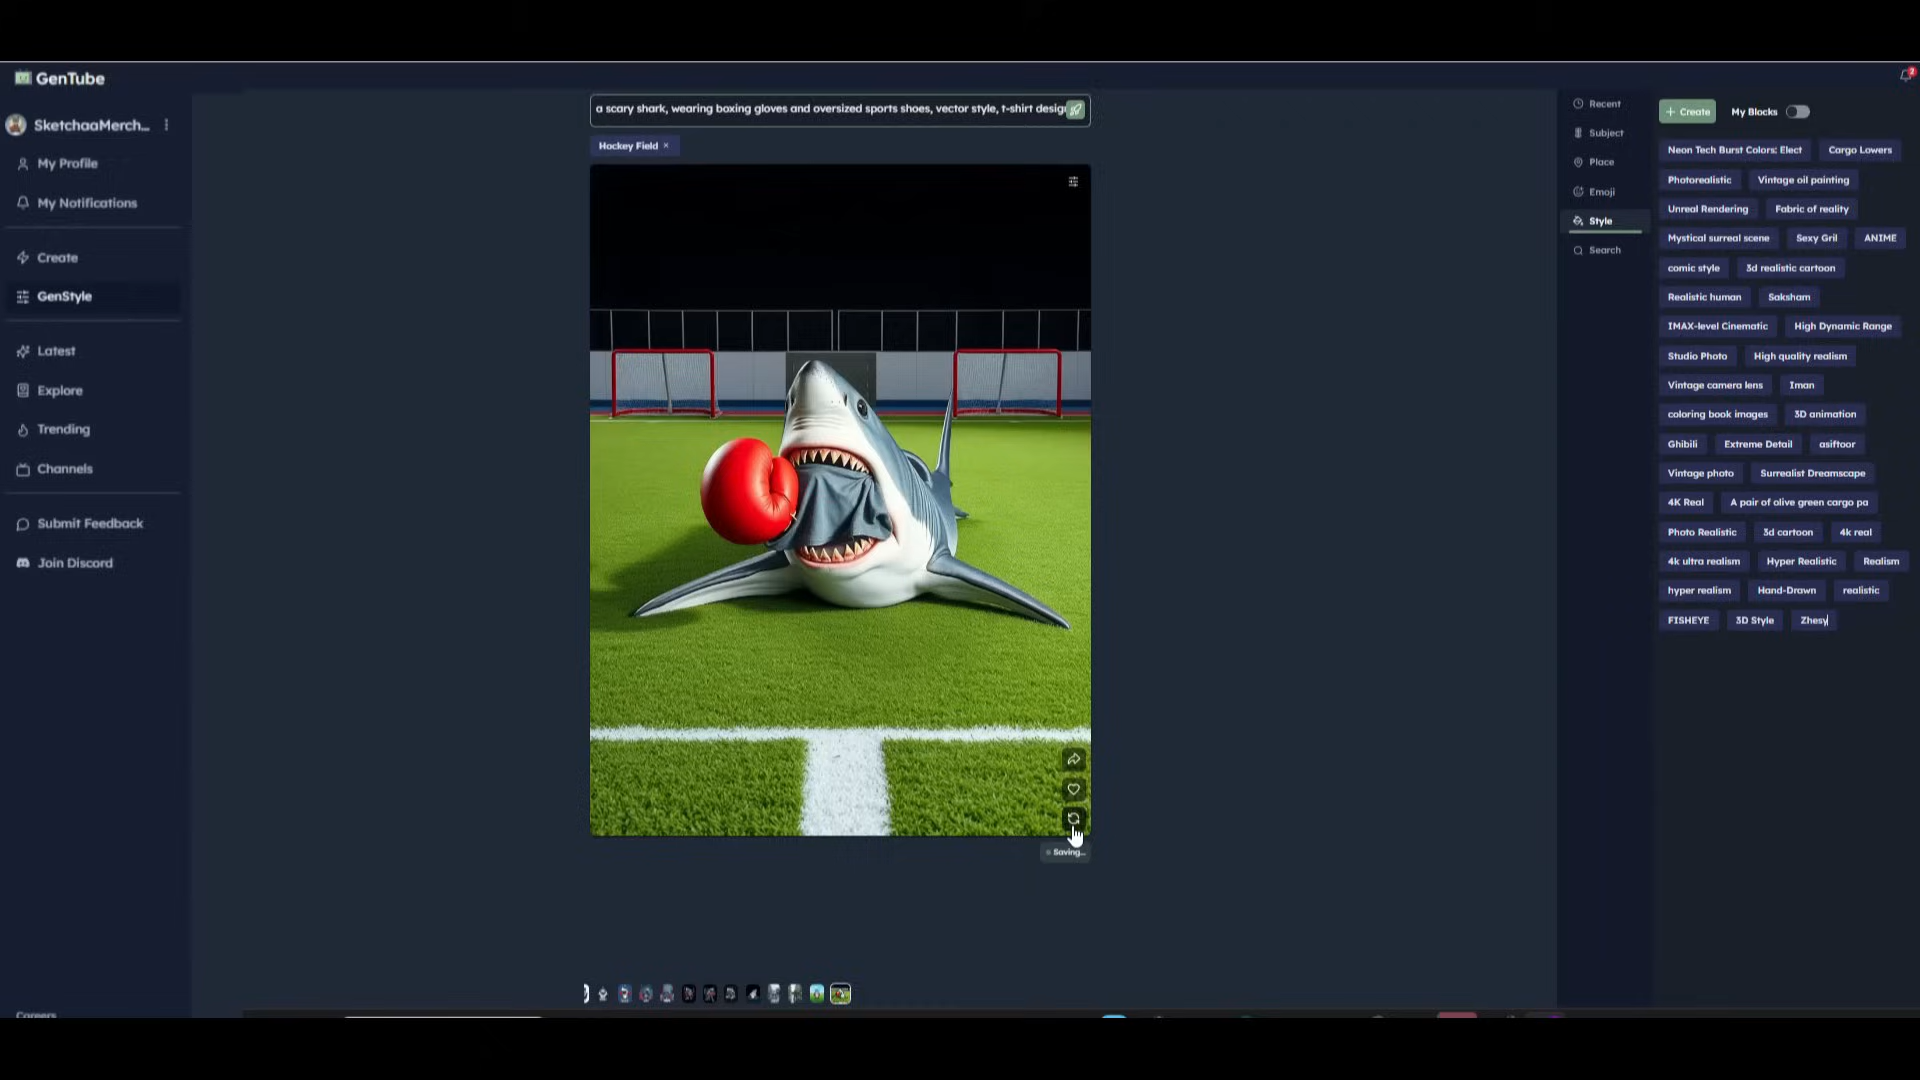 GenTube
2
SketchaaMerch...
My Profile
My Notifications
Create
GenStyle
Latest
Explore
Trending
Channels
Submit Feedback
Join Discord
Careers
a scary shark, wearing boxing gloves and oversized sports shoes, vector style, t-shirt desig
Hockey Field ×
Saving...
Recent
Subject
Place
Emoji
Style
Search
+ Create My Blocks
Neon Tech Burst Colors: Elect Cargo Lowers
Photorealistic Vintage oil painting
Unreal Rendering Fabric of reality
Mystical surreal scene Sexy Gril ANIME
comic style 3d realistic cartoon
Realistic human Saksham
IMAX-level Cinematic High Dynamic Range
Studio Photo High quality realism
Vintage camera lens Iman
coloring book images 3D animation
Ghibili Extreme Detail asiftoor
Vintage photo Surrealist Dreamscape
4K Real A pair of olive green cargo pa
Photo Realistic 3d cartoon 4k real
4k ultra realism Hyper Realistic Realism
hyper realism Hand-Drawn realistic
FISHEYE 3D Style Zhesy